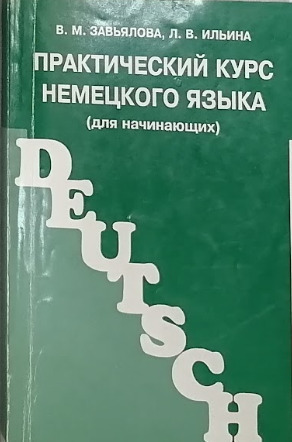 В. М. ЗАВЬЯЛОВА, Л. В. ИЛЬИНА
ПРАКТИЧЕСКИЙ КУРС
НЕМЕЦКОГО ЯЗЫКА
(для начинающих)
DEUTSCH